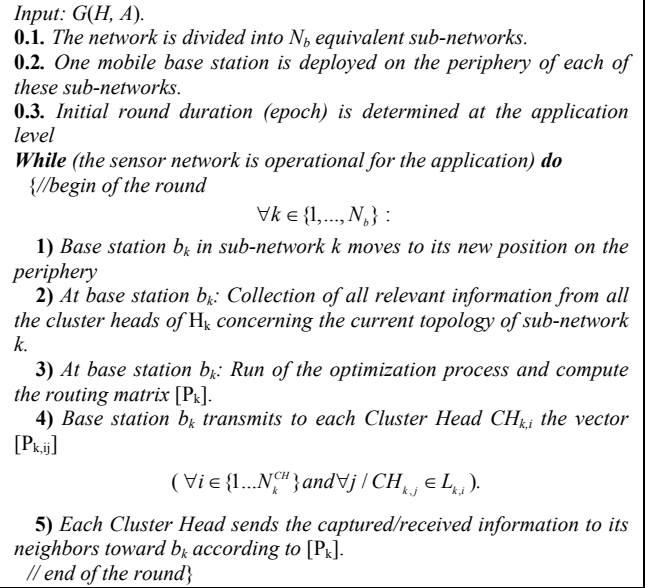 Input: G(H, A).
0.1. The network is divided into N_b equivalent sub-networks.
0.2. One mobile base station is deployed on the periphery of each of
these sub-networks.
0.3. Initial round duration (epoch) is determined at the application
level
While (the sensor network is operational for the application) do
{//begin of the round
∀k ∈ {1,..., N_b} :
1) Base station b_k in sub-network k moves to its new position on the
periphery
2) At base station b_k: Collection of all relevant information from all
the cluster heads of H_k concerning the current topology of sub-network
k.
3) At base station b_k: Run of the optimization process and compute
the routing matrix [P_k].
4) Base station b_k transmits to each Cluster Head CH_{k,i} the vector
[P_{k,ij}]
( ∀i ∈ {1...N_k^{CH}} and ∀j / CH_{k,j} ∈ L_{k,i} ).
5) Each Cluster Head sends the captured/received information to its
neighbors toward b_k according to [P_k].
// end of the round}